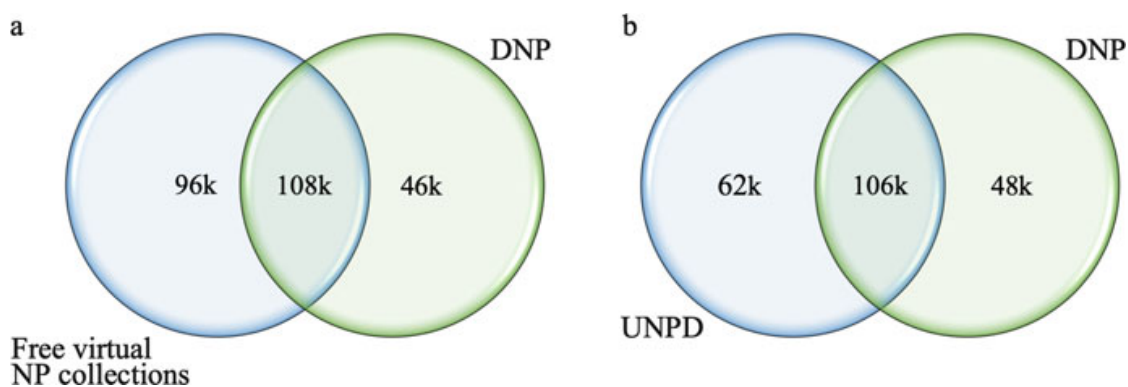 a
DNP
96k
108k
46k
Free virtual
NP collections
b
DNP
62k
106k
48k
UNPD